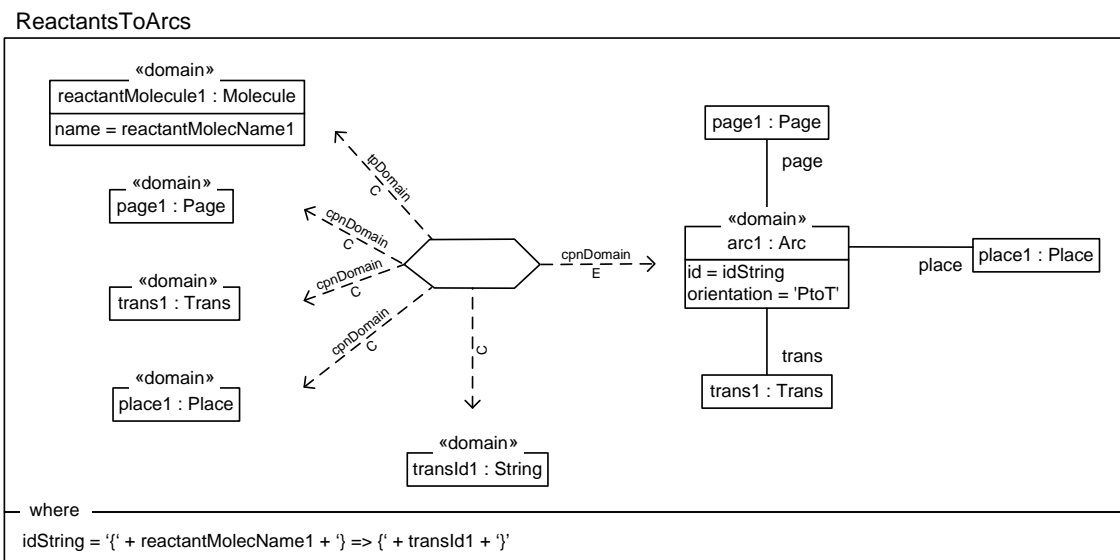 ReactantsToArcs
«domain»
reactantMolecule1 : Molecule
name = reactantMolecName1
«domain»
page1 : Page
«domain»
trans1 : Trans
«domain»
place1 : Place
tpDomain
C
cpnDomain
C
cpnDomain
C
cpnDomain
C
C
«domain»
transId1 : String
cpnDomain
E
page1 : Page
page
«domain»
arc1 : Arc
id = idString
orientation = 'PtoT'
place
place1 : Place
trans
trans1 : Trans
where
idString = ‘{‘ + reactantMolecName1 + ‘} => {‘ + transId1 + ‘}’